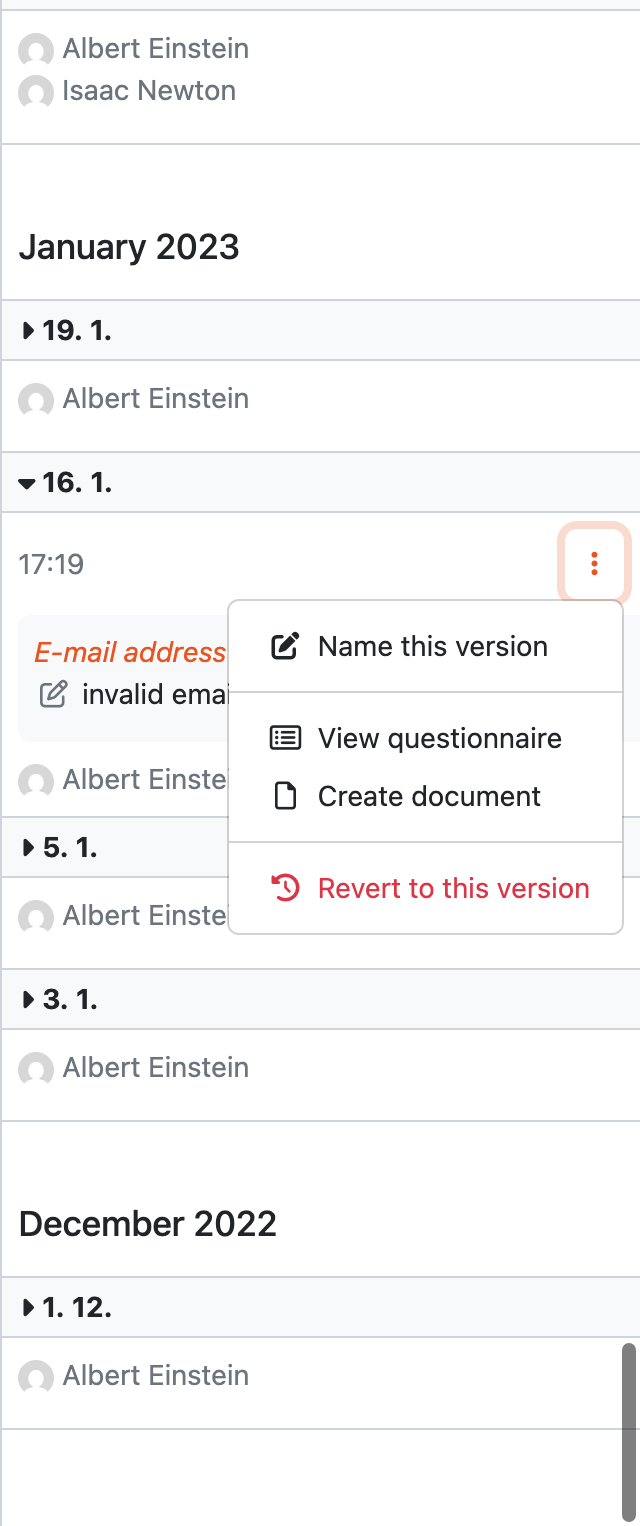 Albert Einstein
Isaac Newton
January 2023
19. 1.
Albert Einstein
16. 1.
17:19
E-mail address
invalid emai
Name this version
View questionnaire
Create document
Revert to this version
Albert Einste
5. 1.
Albert Einste
3. 1.
Albert Einstein
December 2022
1. 12.
Albert Einstein